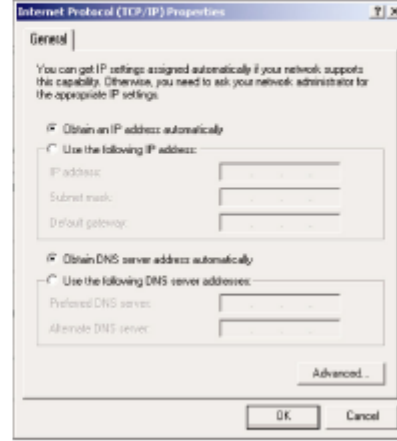 Internet Protocol (TCP/IP) Properties
General
You can get IP settings assigned automatically if your network supports
this capability. Otherwise, you need to ask your network administrator for
the appropriate IP settings.
Obtain an IP address automatically
Use the following IP address:
IP address:
Subnet mask:
Default gateway:
Obtain DNS server address automatically
Use the following DNS server addresses:
Preferred DNS server:
Alternate DNS server:
Advanced...
OK Cancel